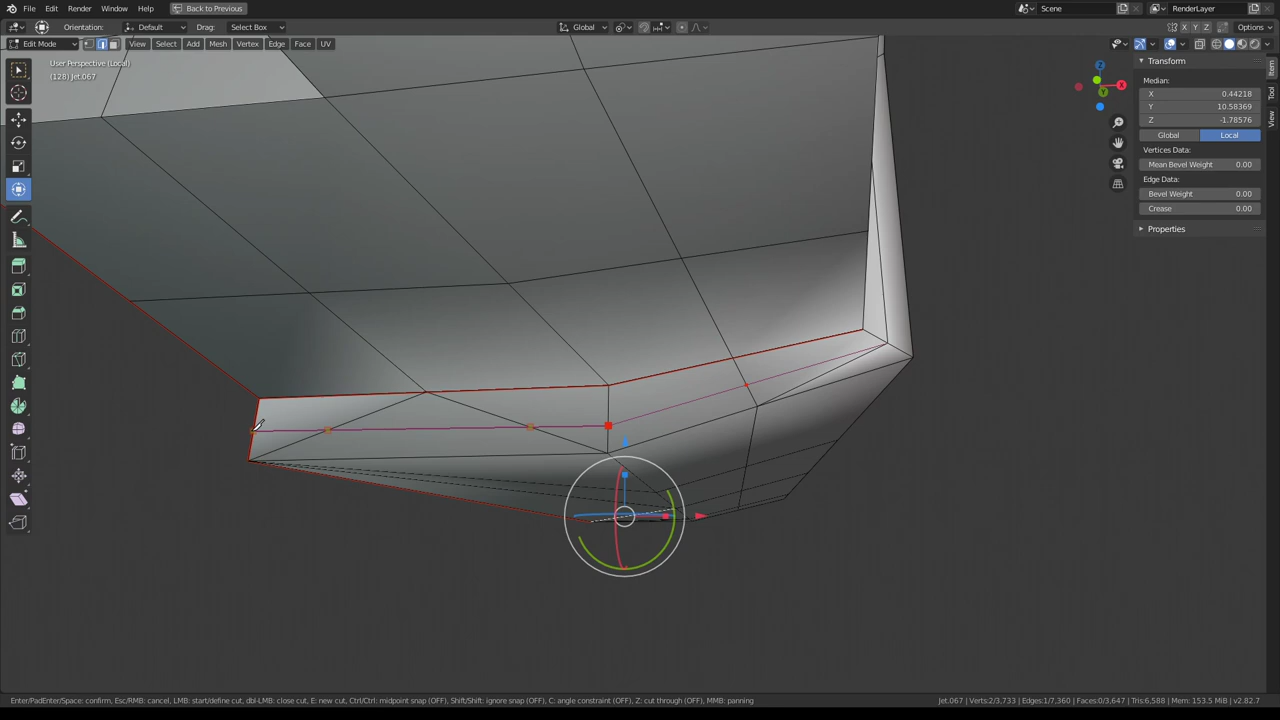 File Edit Render Window Help Back to Previous Scene RenderLayer
Orientation: Default Drag: Select Box Global X Y Z Options
Edit Mode View Select Add Mesh Vertex Edge Face UV
User Perspective (Local)
(128) Jet.067
Transform
Median:
X 0.44218
Y 10.58369
Z -1.78576
Global Local
Vertices Data:
Mean Bevel Weight 0.00
Edge Data:
Bevel Weight 0.00
Crease 0.00
Properties
Item
Tool
View
Z
X
Y
Enter/PadEnter/Space: confirm, Esc/RMB: cancel, LMB: start/define cut, dbl-LMB: close cut, E: new cut, Ctrl/Ctrl: midpoint snap (OFF), Shift/Shift: ignore snap (OFF), C: angle constraint (OFF), Z: cut through (OFF), MMB: panning
Jet.067 | Verts:2/3,733 | Edges:1/7,360 | Faces:0/3,647 | Tris:6,588 | Mem: 153.5 MiB | v2.82.7